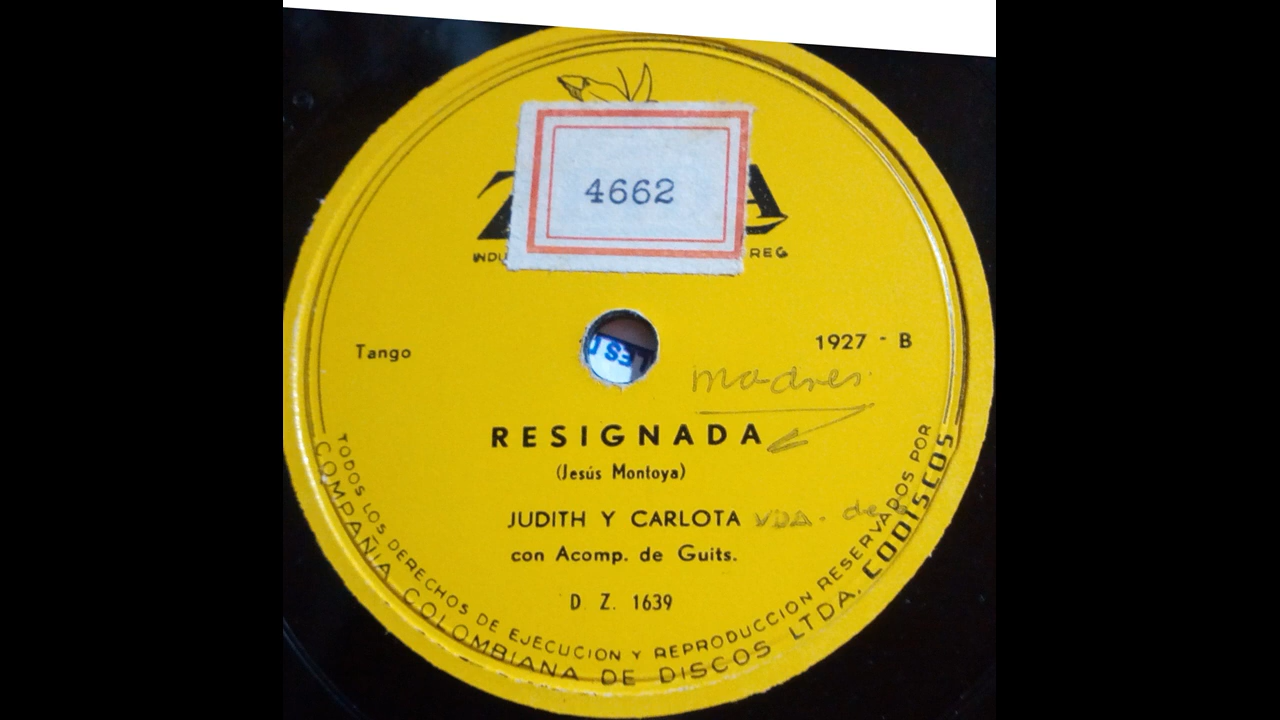 4662
REG
Tango
1927 - B
madres
RESIGNADA
(Jesús Montoya)
JUDITH Y CARLOTA VDA. de
con Acomp. de Guits.
D. Z. 1639
TODOS LOS DERECHOS DE EJECUCION Y REPRODUCCION RESERVADOS POR
COMPAÑIA COLOMBIANA DE DISCOS LTDA. CODISCOS